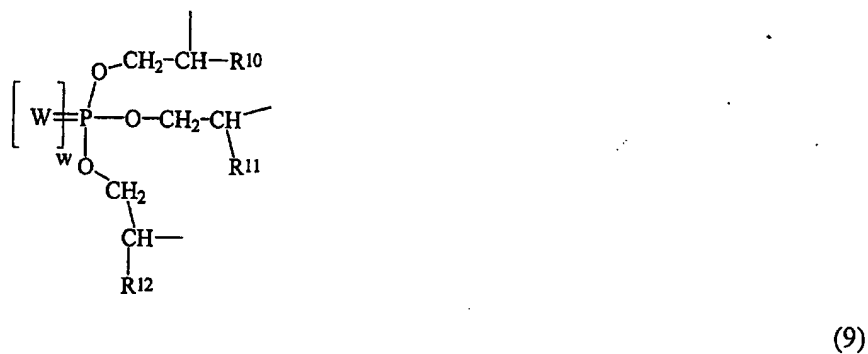 O CH2-CH-R10
[W=]P-O-CH2-CH
w R11
O
CH2
CH
R12
(9)